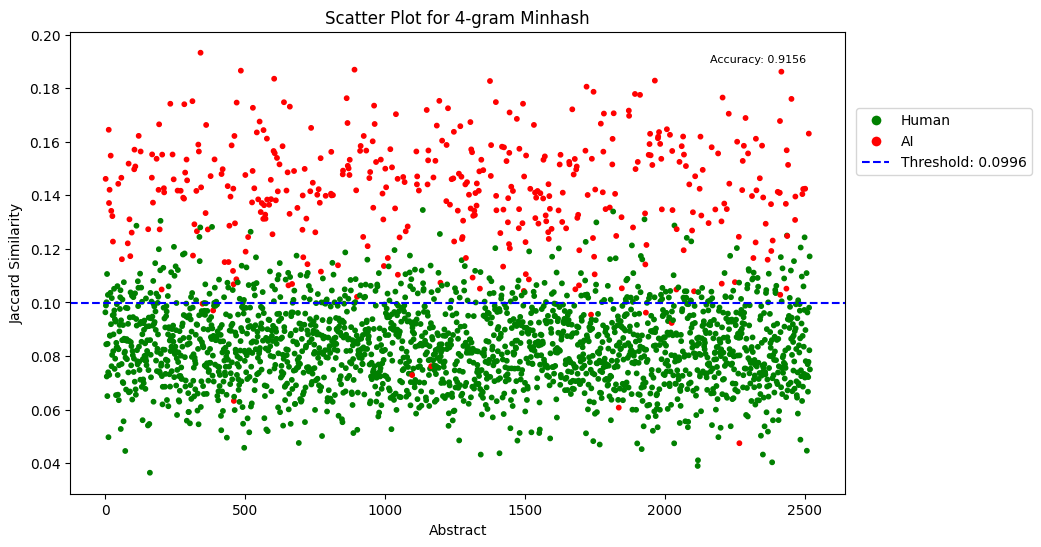 Scatter Plot for 4-gram Minhash
0.20
0.18
0.16
0.14
0.12
0.10
0.08
0.06
0.04
Jaccard Similarity
Accuracy: 0.9156
Human
AI
Threshold: 0.0996
0
500
1000
1500
2000
2500
Abstract